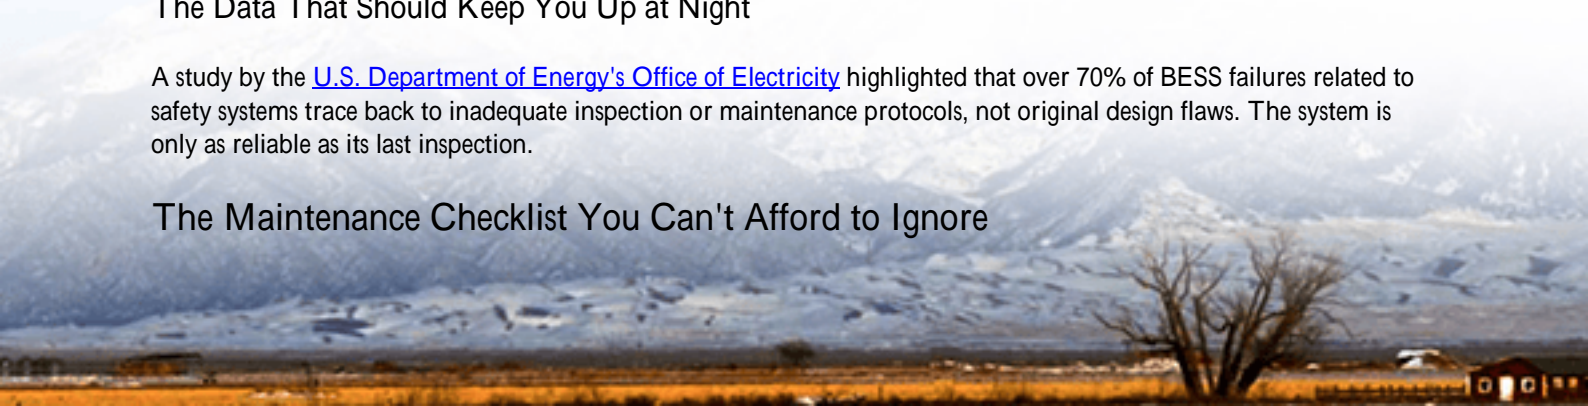 The Data That Should Keep You Up at Night
A study by the U.S. Department of Energy's Office of Electricity highlighted that over 70% of BESS failures related to
safety systems trace back to inadequate inspection or maintenance protocols, not original design flaws. The system is
only as reliable as its last inspection.
The Maintenance Checklist You Can't Afford to Ignore